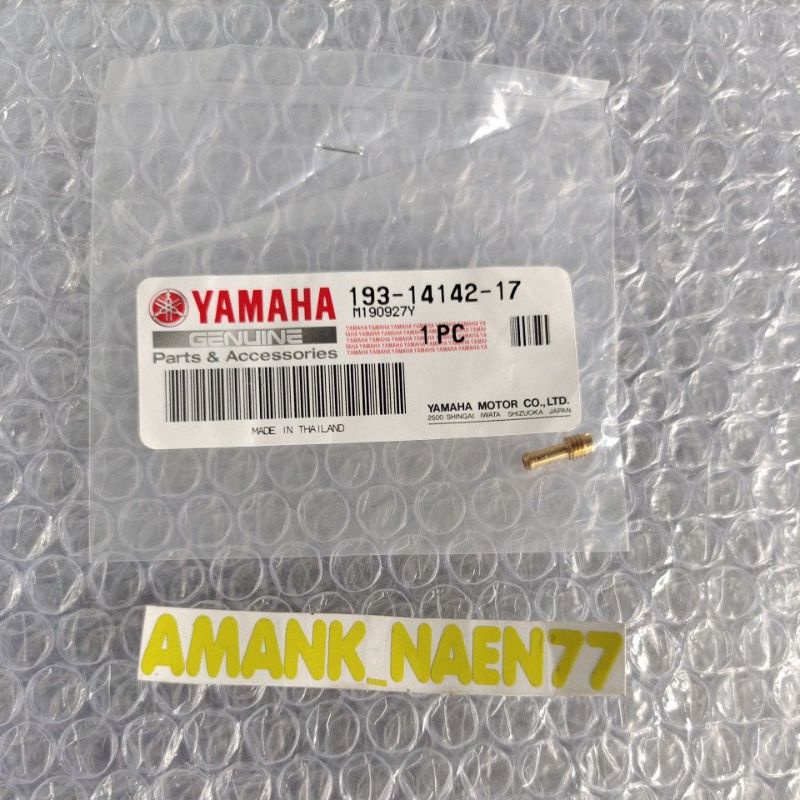 YAMAHA 193-14142-17
M190927Y
GENUINE
Parts & Accessories
1 PC
YAMAHA MOTOR CO.,LTD.
2500 SHINGAI IWATA SHIZUOKA JAPAN
MADE IN THAILAND
AMANK_NAEN77